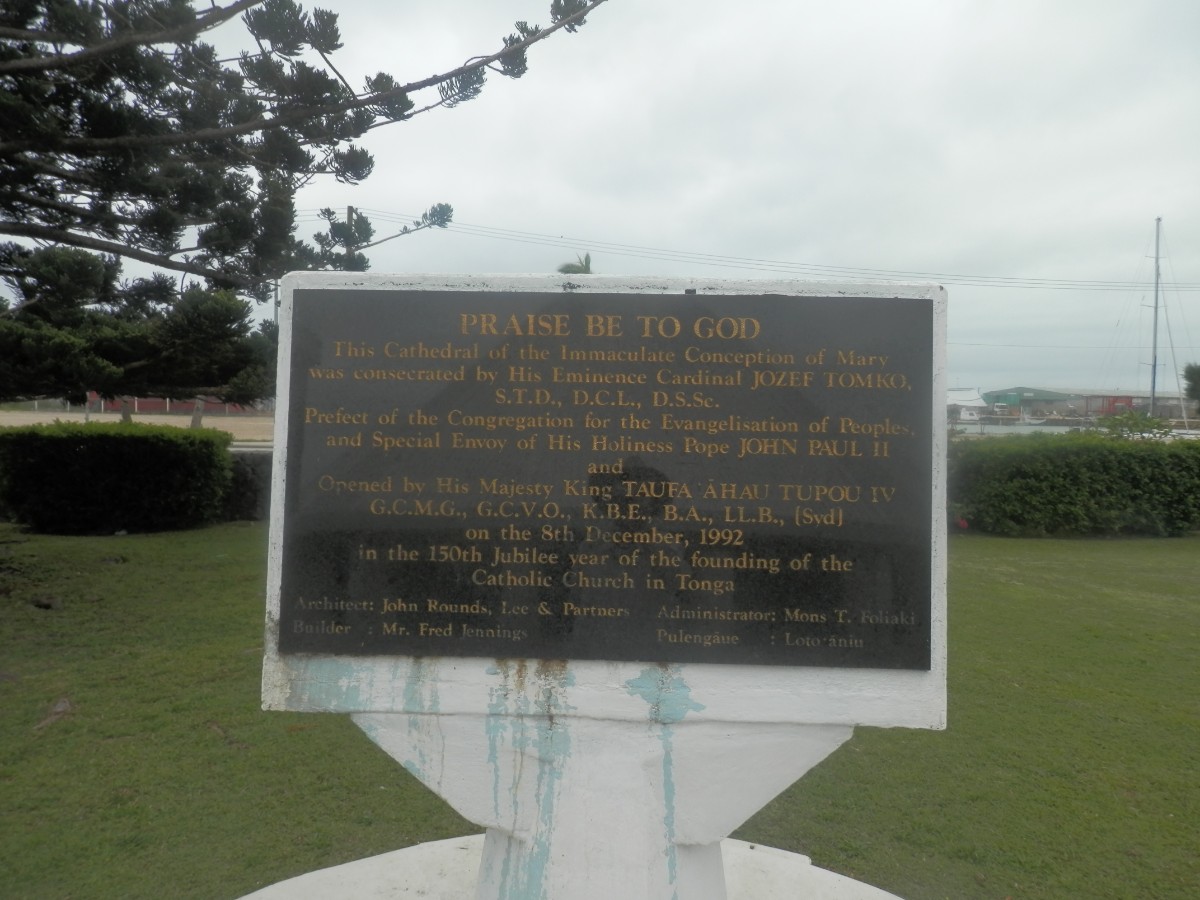 PRAISE BE TO GOD
This Cathedral of the Immaculate Conception of Mary
was consecrated by His Eminence Cardinal JOZEF TOMKO,
S.T.D., D.C.L., D.S.Sc.
Prefect of the Congregation for the Evangelisation of Peoples,
and Special Envoy of His Holiness Pope JOHN PAUL II
and
Opened by His Majesty King TAUFA ÁHAU TUPOU IV
G.C.M.G., G.C.V.O., K.B.E., B.A., LL.B., (Syd)
on the 8th December, 1992
in the 150th Jubilee year of the founding of the
Catholic Church in Tonga
Architect: John Rounds, Lee & Partners Administrator: Mons T. Foliaki
Builder : Mr. Fred Jennings Pulengáue : Loto ániu